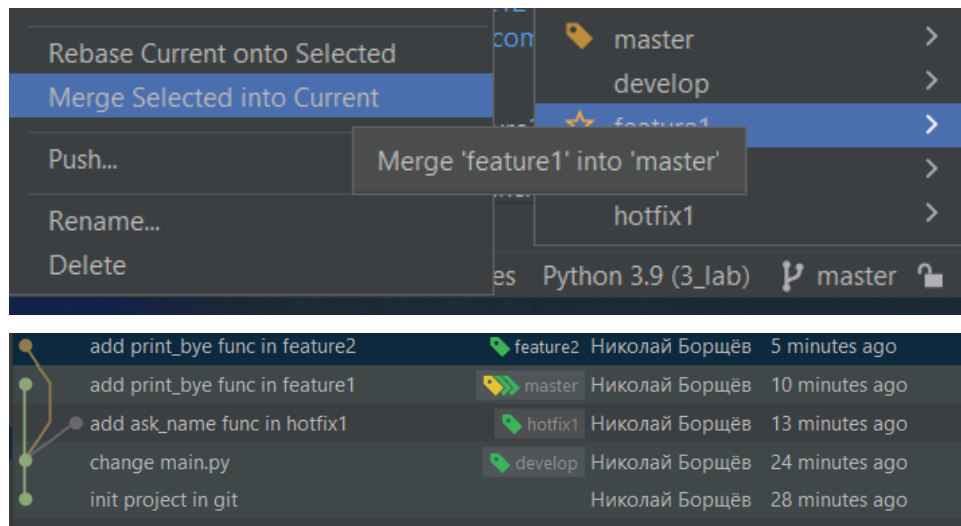 Rebase Current onto Selected
Merge Selected into Current
Push...
Rename...
Delete
com
master
develop
feature1
Merge 'feature1' into 'master'
hotfix1
es Python 3.9 (3_lab) master
add print_bye func in feature2 feature2 Николай Борщёв 5 minutes ago
add print_bye func in feature1 master Николай Борщёв 10 minutes ago
add ask_name func in hotfix1 hotfix1 Николай Борщёв 13 minutes ago
change main.py develop Николай Борщёв 24 minutes ago
init project in git Николай Борщёв 28 minutes ago